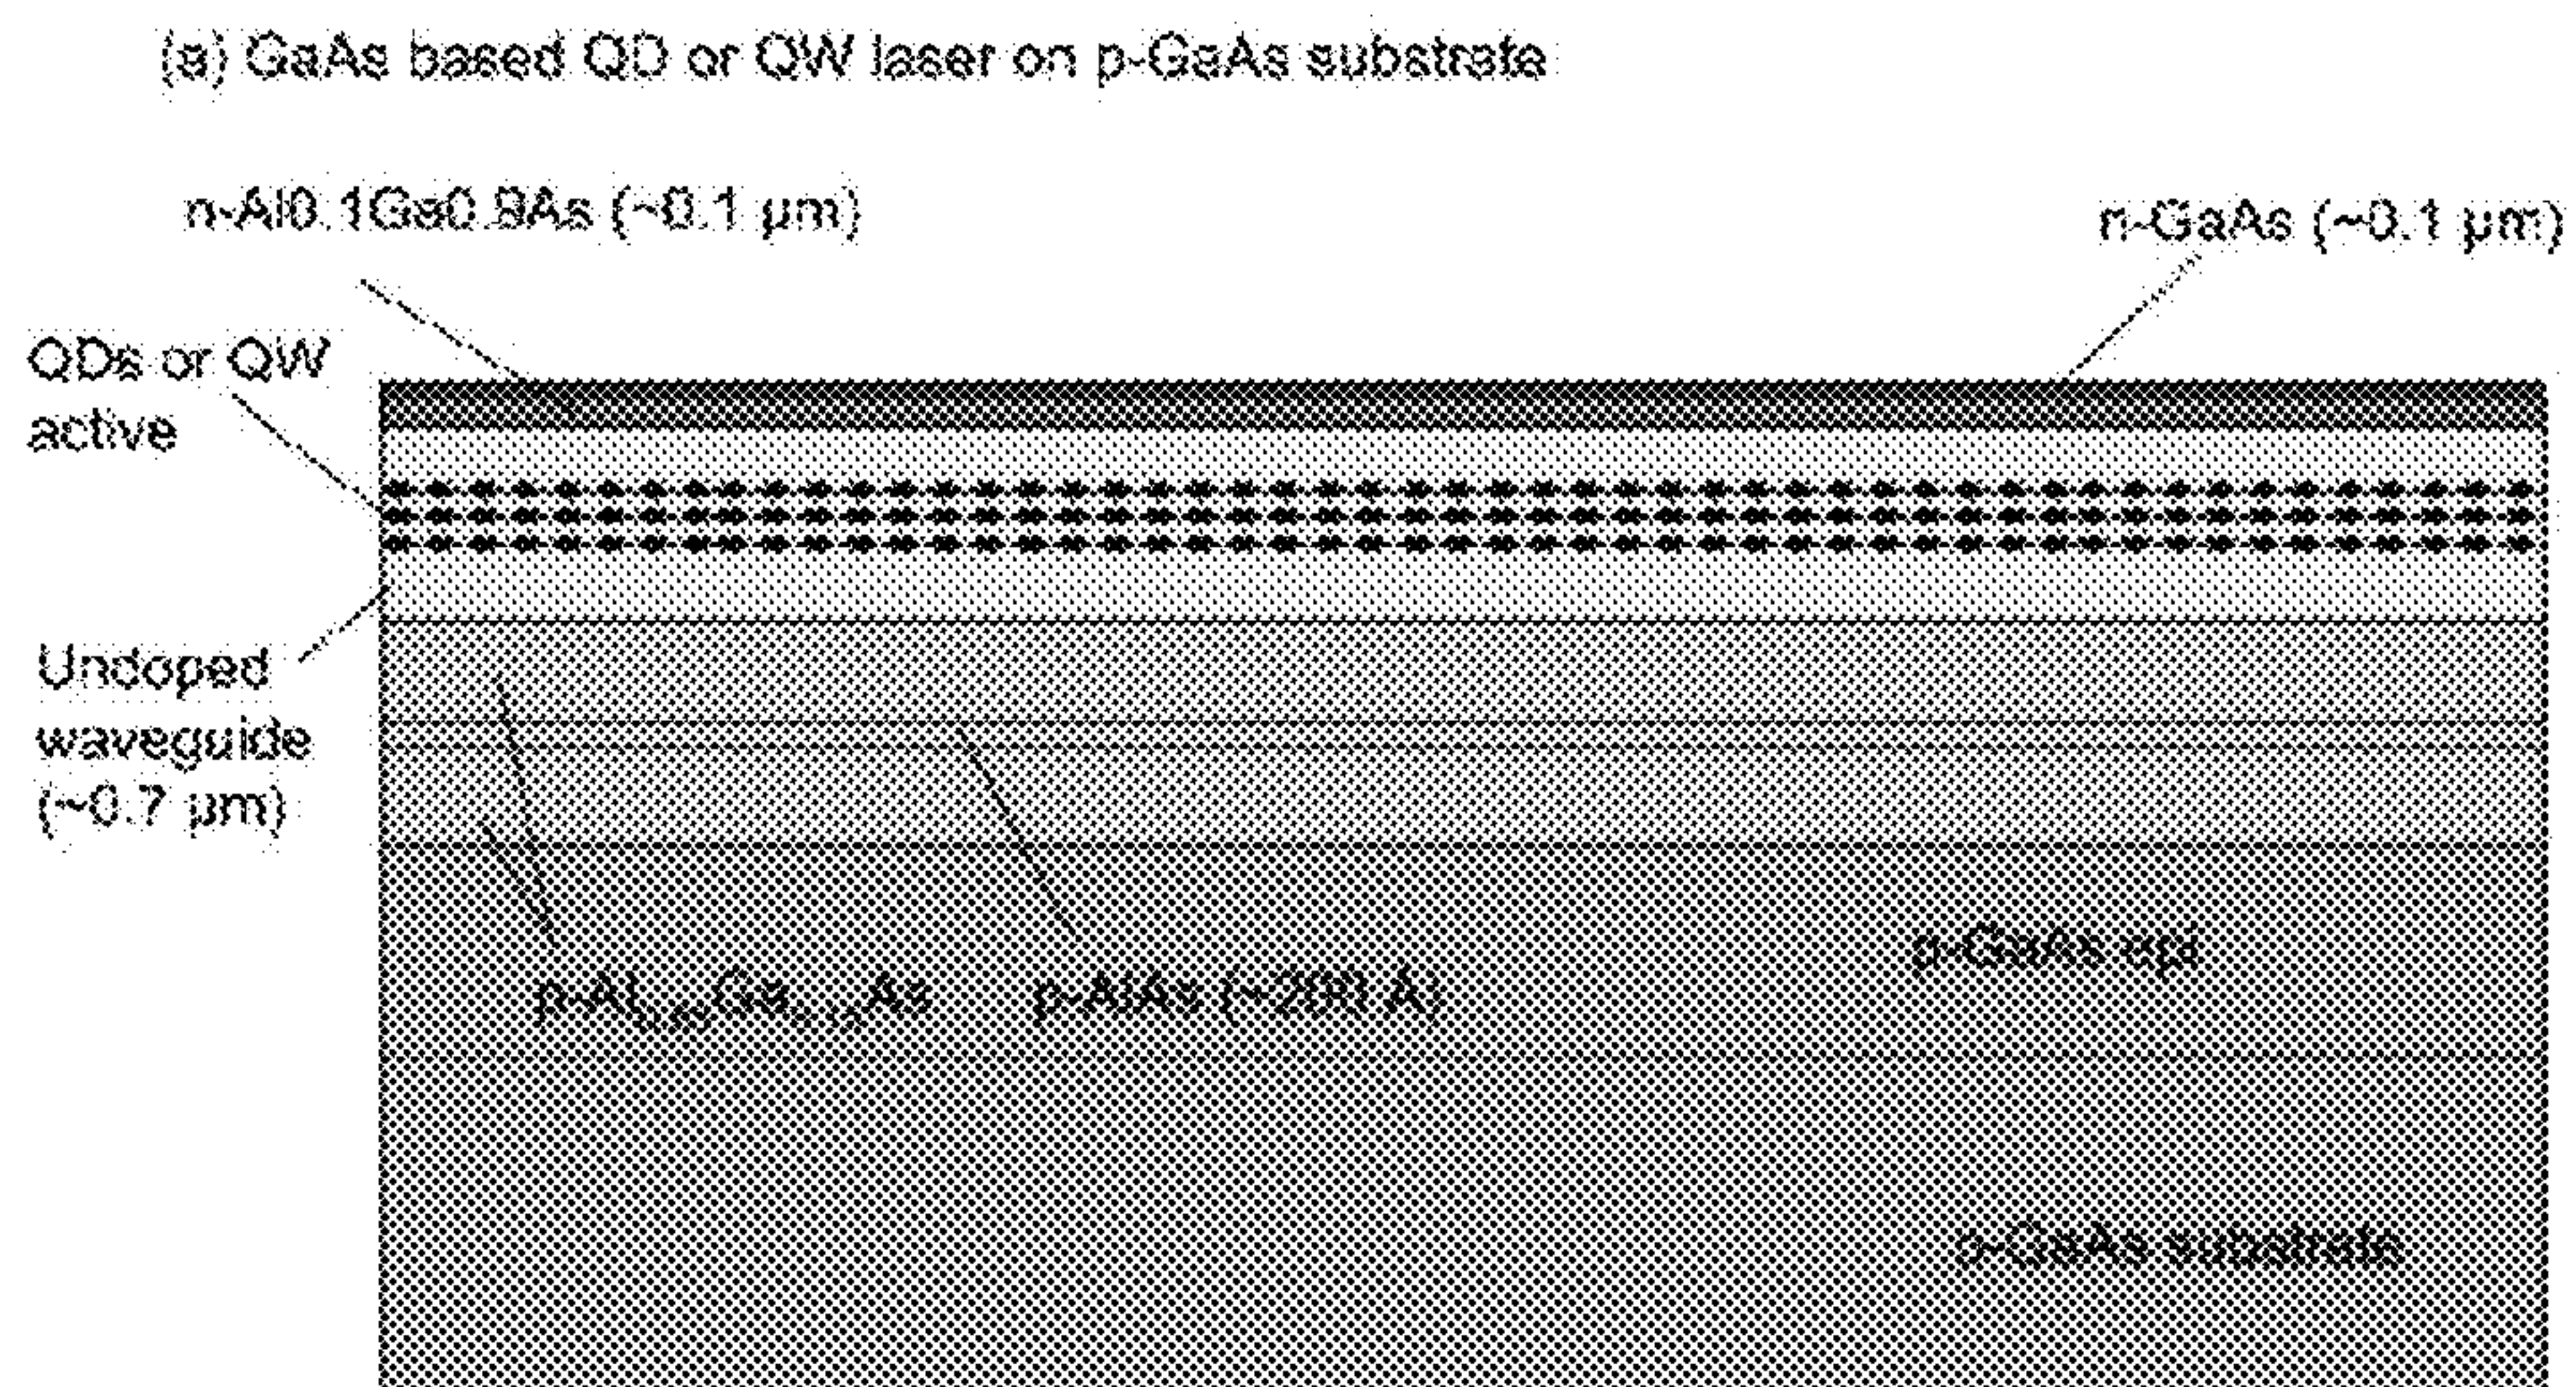 (a) GaAs based QD or QW laser on p-GaAs substrate
n-Al0.1Ga0.9As (~0.1 µm)
n-GaAs (~0.1 µm)
QDs or QW
active
Undoped
waveguide
(~0.7 µm)
p-GaAs epi
p-AlAs (~200 Å)
p-GaAs substrate